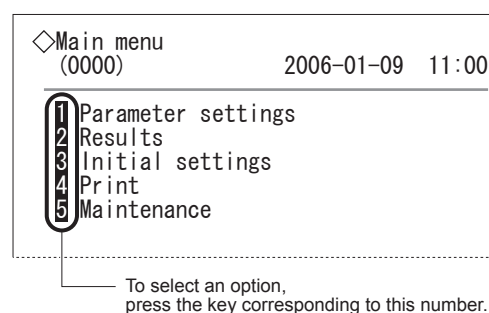 ◇Main menu
(0000) 2006-01-09 11:00
1 Parameter settings
2 Results
3 Initial settings
4 Print
5 Maintenance
To select an option,
press the key corresponding to this number.